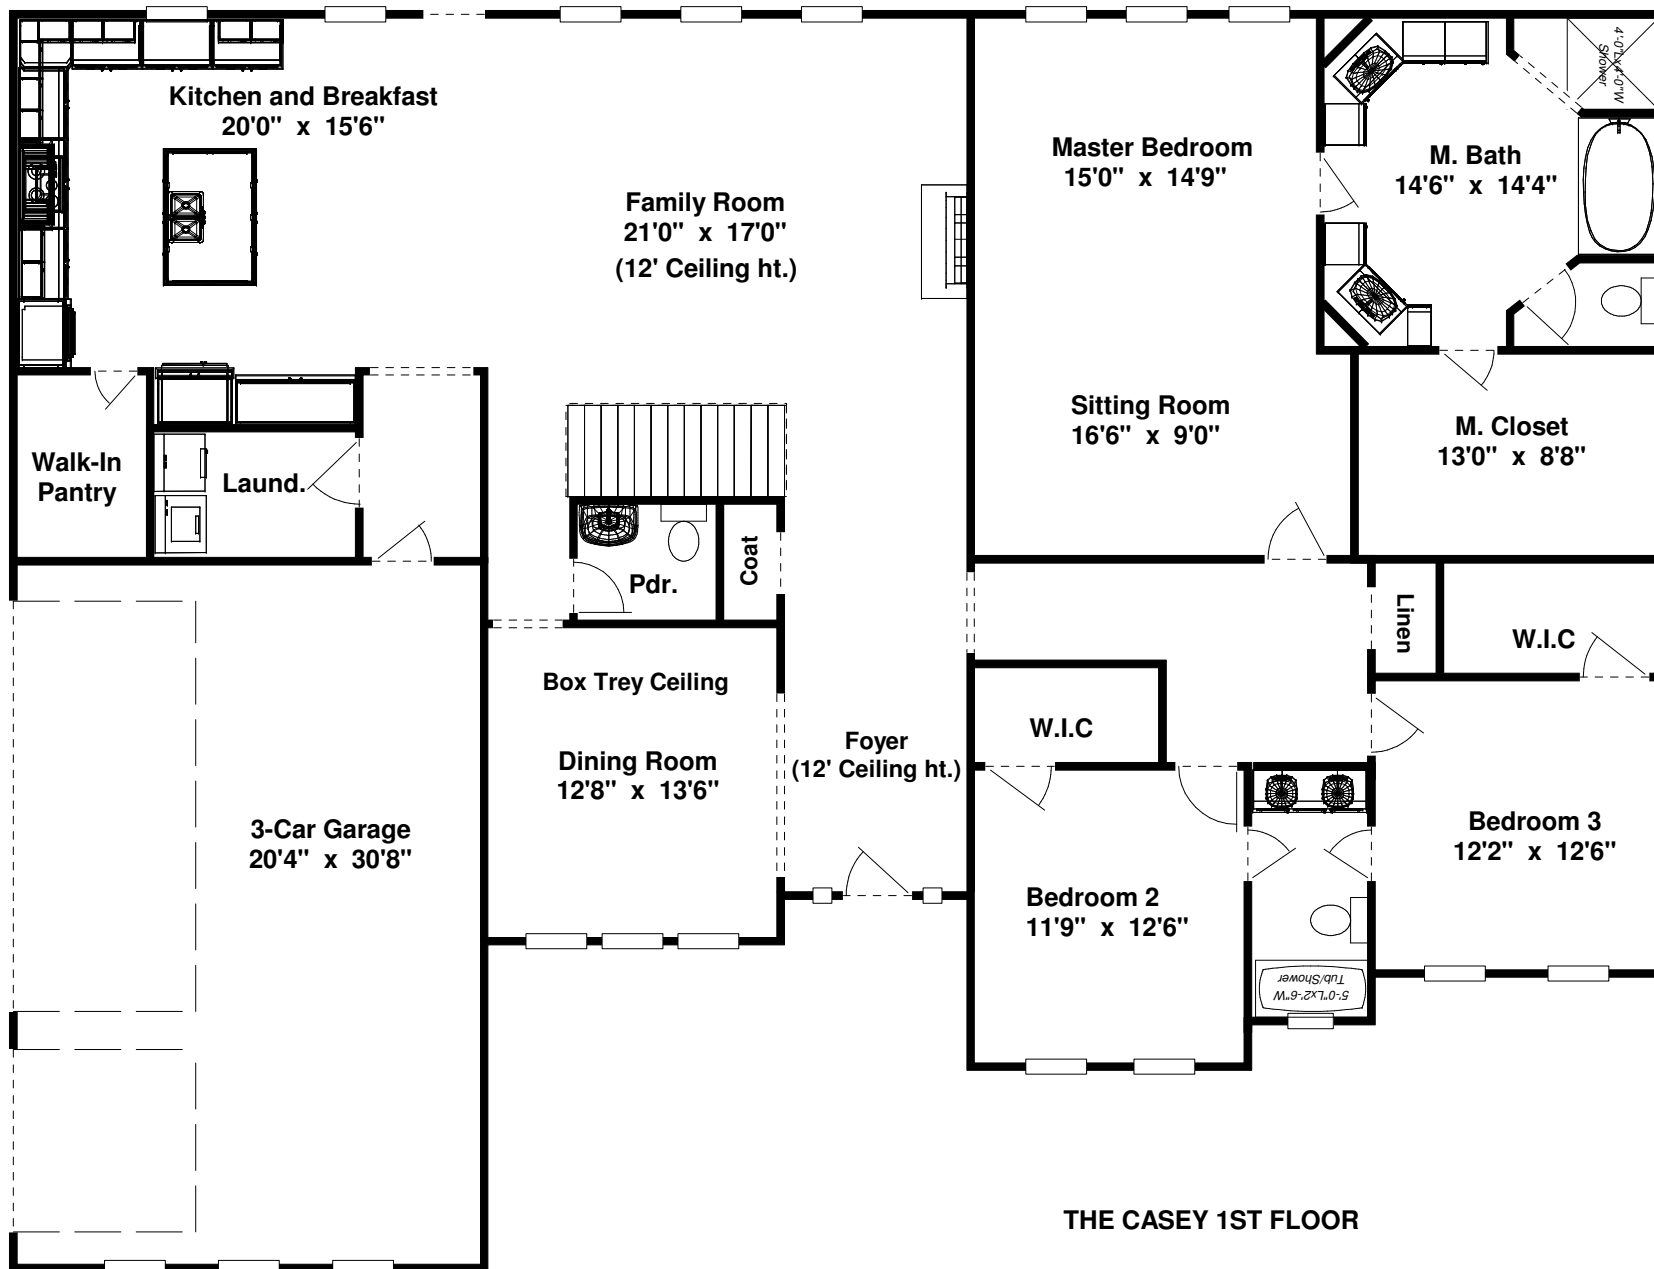 Kitchen and Breakfast
20'0" x 15'6"
Family Room
21'0" x 17'0"
(12' Ceiling ht.)
Master Bedroom
15'0" x 14'9"
M. Bath
14'6" x 14'4"
4'-0"Lx4'-0"W
Shower
Sitting Room
16'6" x 9'0"
M. Closet
13'0" x 8'8"
Walk-In
Pantry
Laund.
Pdr.
Coat
Linen
W.I.C
Box Trey Ceiling
Dining Room
12'8" x 13'6"
Foyer
(12' Ceiling ht.)
W.I.C
3-Car Garage
20'4" x 30'8"
Bedroom 2
11'9" x 12'6"
Bedroom 3
12'2" x 12'6"
5'-0"Lx2'-6"W
Tub/Shower
THE CASEY 1ST FLOOR